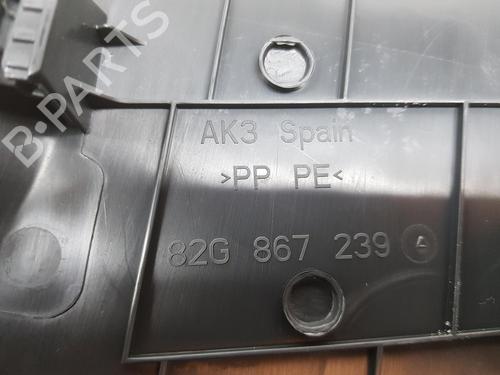 B-PARTS
AK3 Spain
>PP PE<
82G 867 239 A